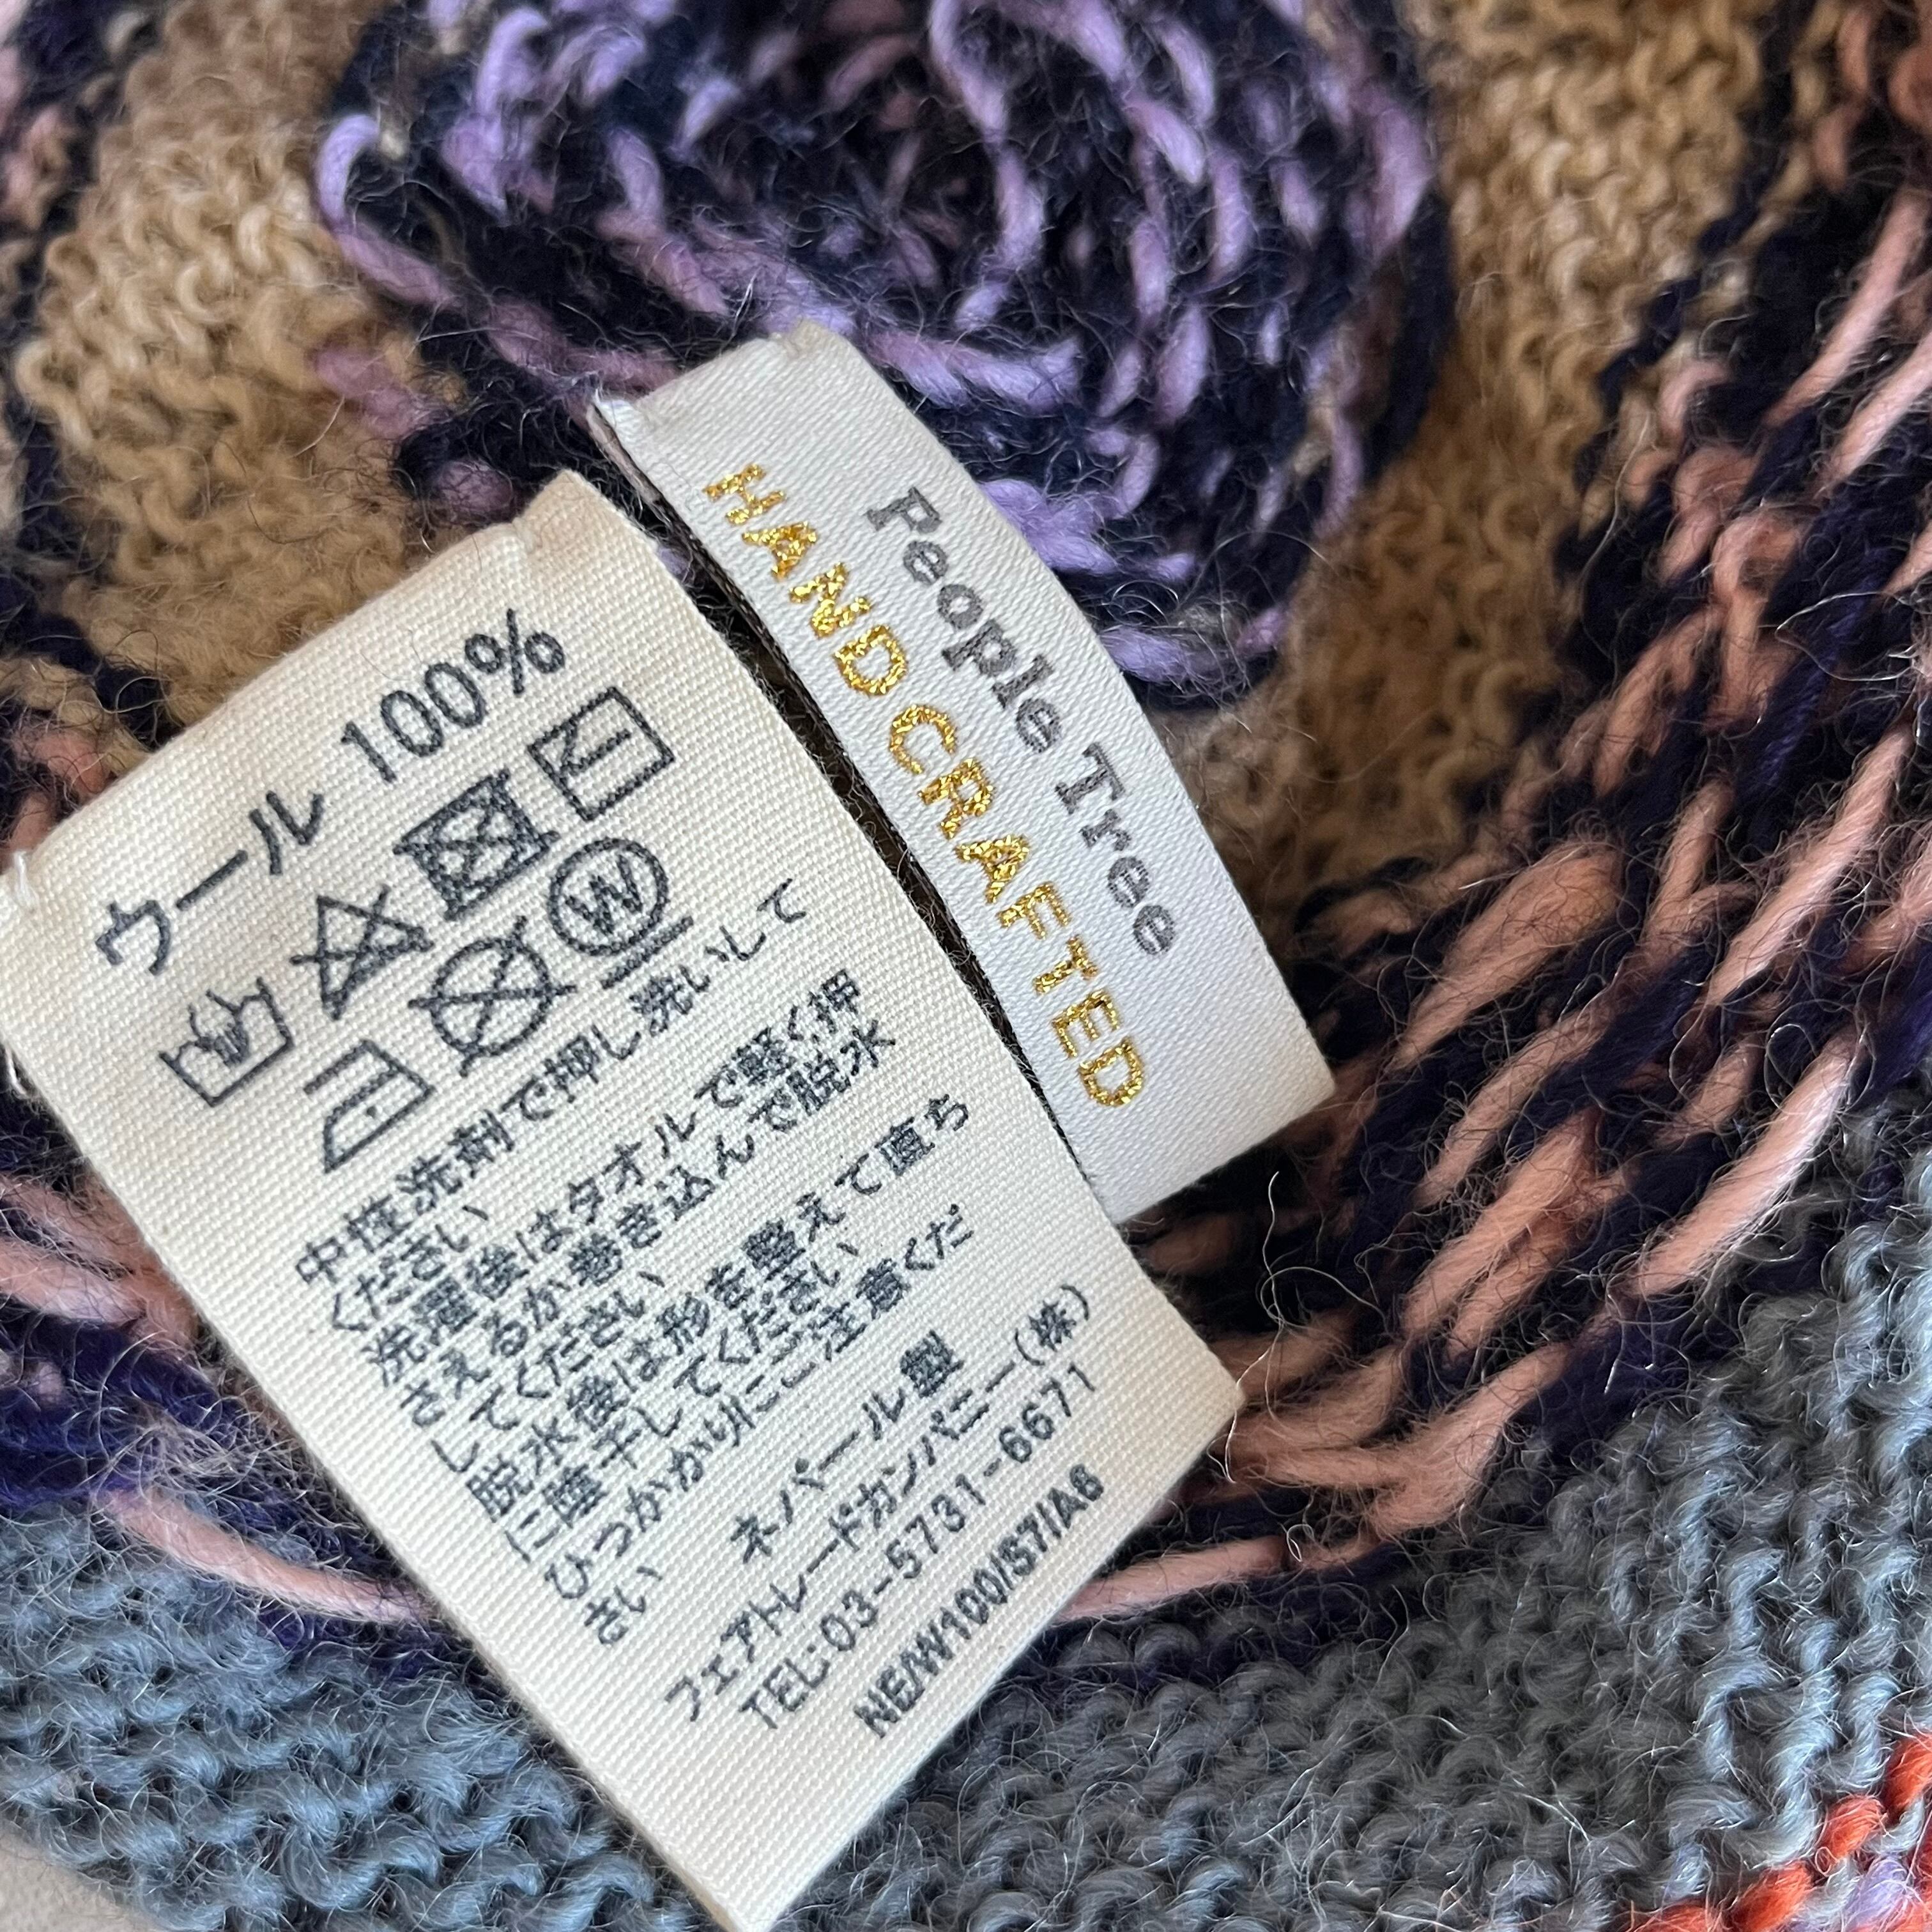 People Tree
HAND CRAFTED
ウール 100%
中性洗剤で押し洗いして
ください、
洗濯後はタオルで軽く押
さえるか巻き込んで脱水
してください、
脱水後は形を整えて直ち
に陰干してください、
ひっかかりにご注意くだ
さい
ネパール製
フェアトレードカンパニー(株)
TEL:03-5731-6671
NE/W100/S7/A6